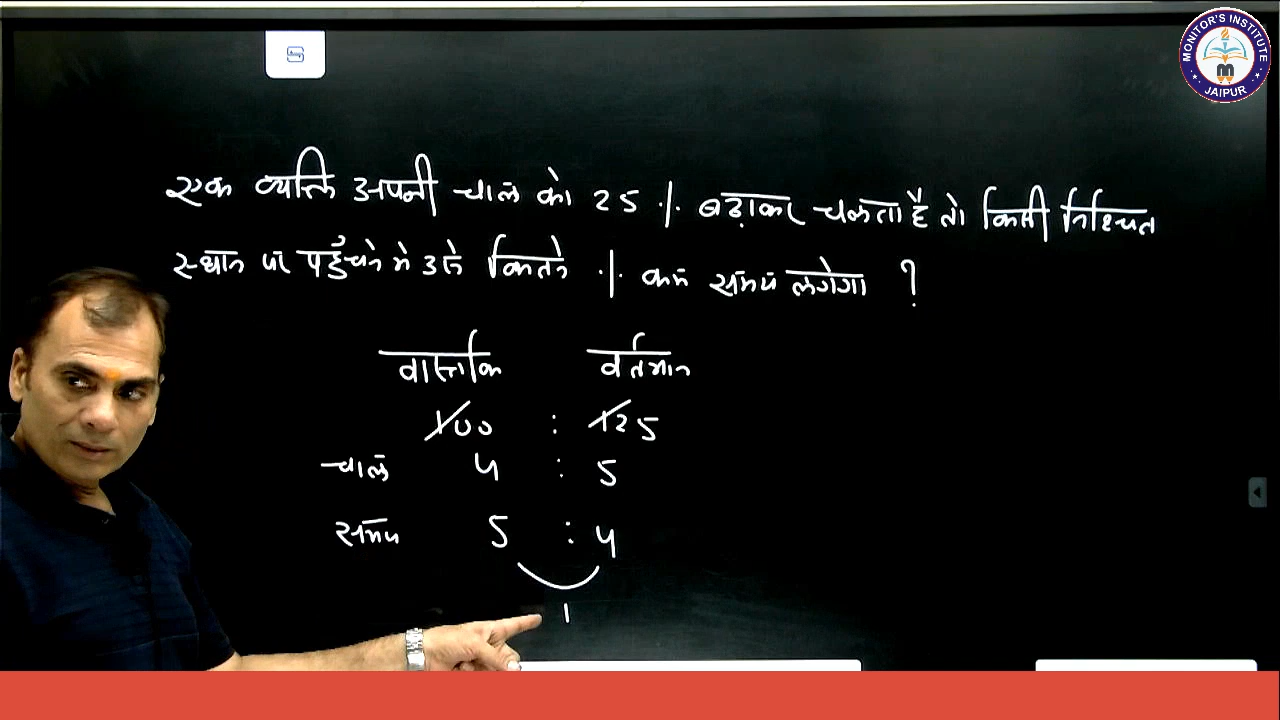 MONITOR'S INSTITUTE
JAIPUR
एक व्यक्ति अपनी चाल को 25 % बढ़ाकर चलता है तो किसी निश्चित
स्थान पर पहुँचने मे उसे कितने % कम समय लगेगा ?
वास्तविक वर्तमान
100 : 125
चाल 4 : 5
समय 5 : 4
1